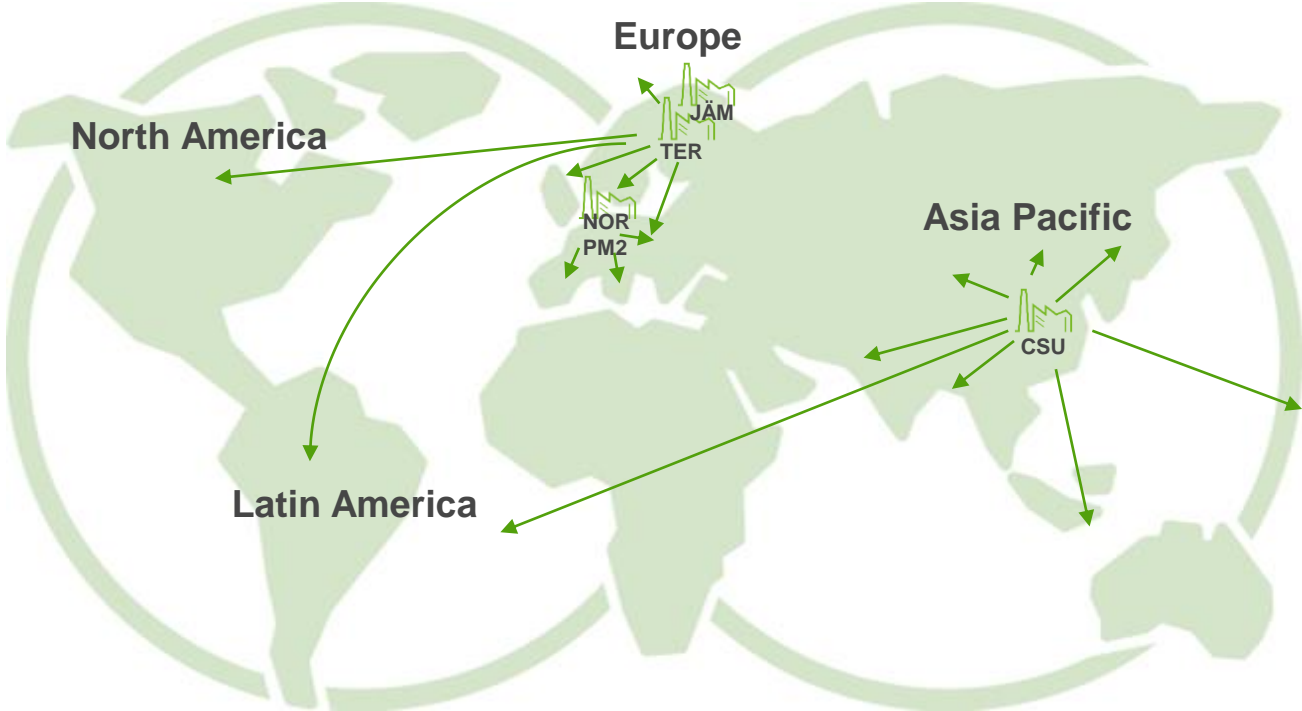 Europe
JÄM
North America
TER
NOR
PM2
Asia Pacific
CSU
Latin America